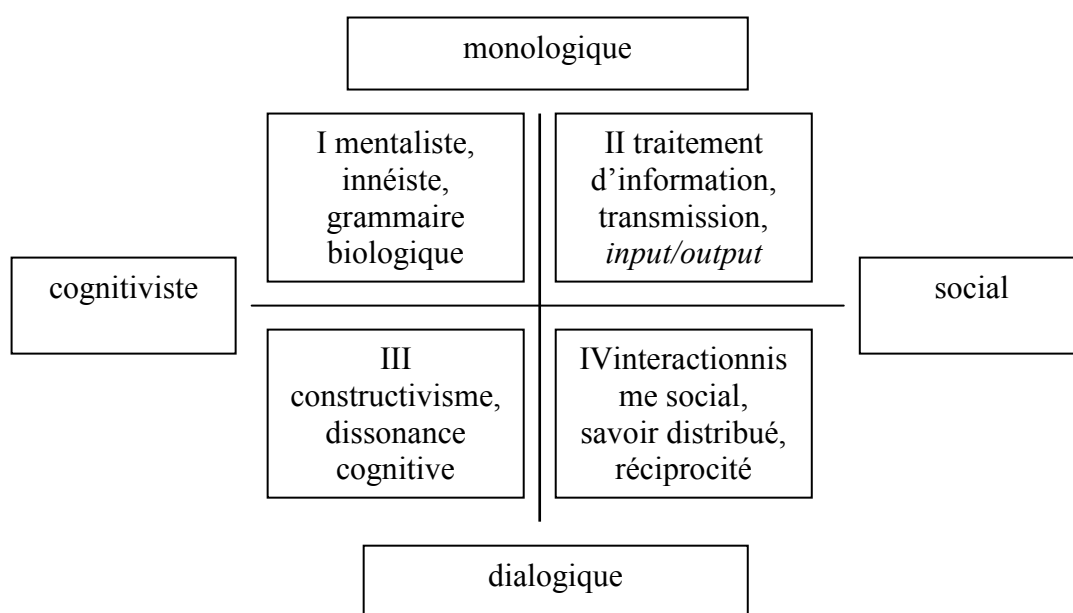 monologique
I mentaliste,
innéiste,
grammaire
biologique
II traitement
d’information,
transmission,
input/output
cognitiviste
social
III
constructivisme,
dissonance
cognitive
IVinteractionnis
me social,
savoir distribué,
réciprocité
dialogique